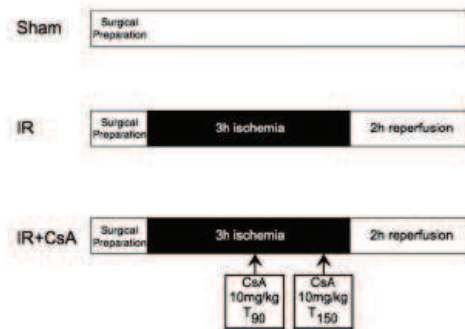 Sham
Surgical
Preparation
IR
Surgical
Preparation
3h ischemia
2h reperfusion
IR+CsA
Surgical
Preparation
3h ischemia
2h reperfusion
CsA
10mg/kg
T90
CsA
10mg/kg
T150